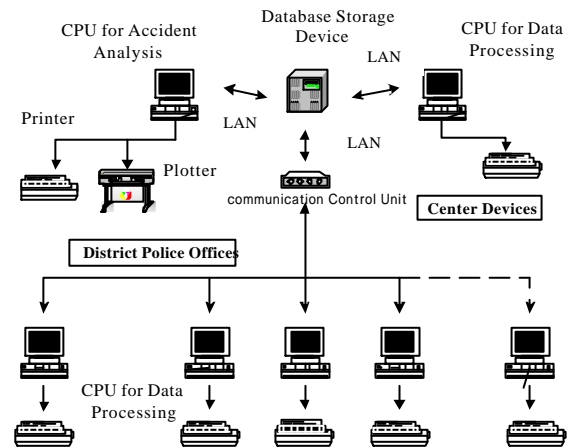 CPU for Accident
Analysis
Database Storage
Device
CPU for Data
Processing
LAN
LAN
LAN
Printer
Plotter
communication Control Unit
Center Devices
District Police Offices
CPU for Data
Processing